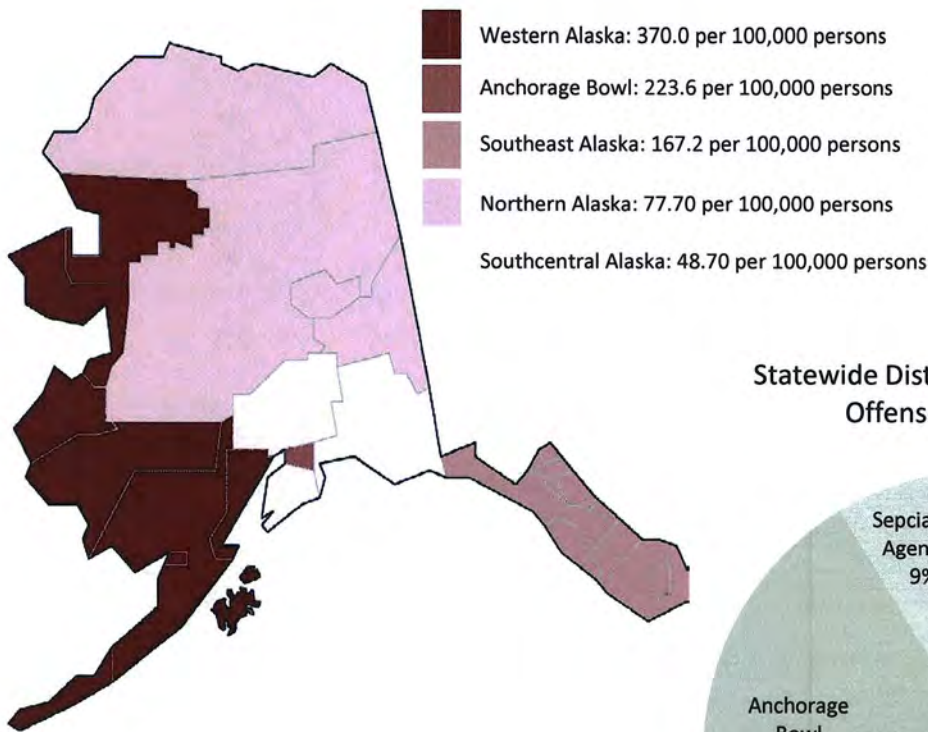 Western Alaska: 370.0 per 100,000 persons
Anchorage Bowl: 223.6 per 100,000 persons
Southeast Alaska: 167.2 per 100,000 persons
Northern Alaska: 77.70 per 100,000 persons
Southcentral Alaska: 48.70 per 100,000 persons
Statewide Dist
Offens
Sepcia
Agen
9%
Anchorage
Bowl